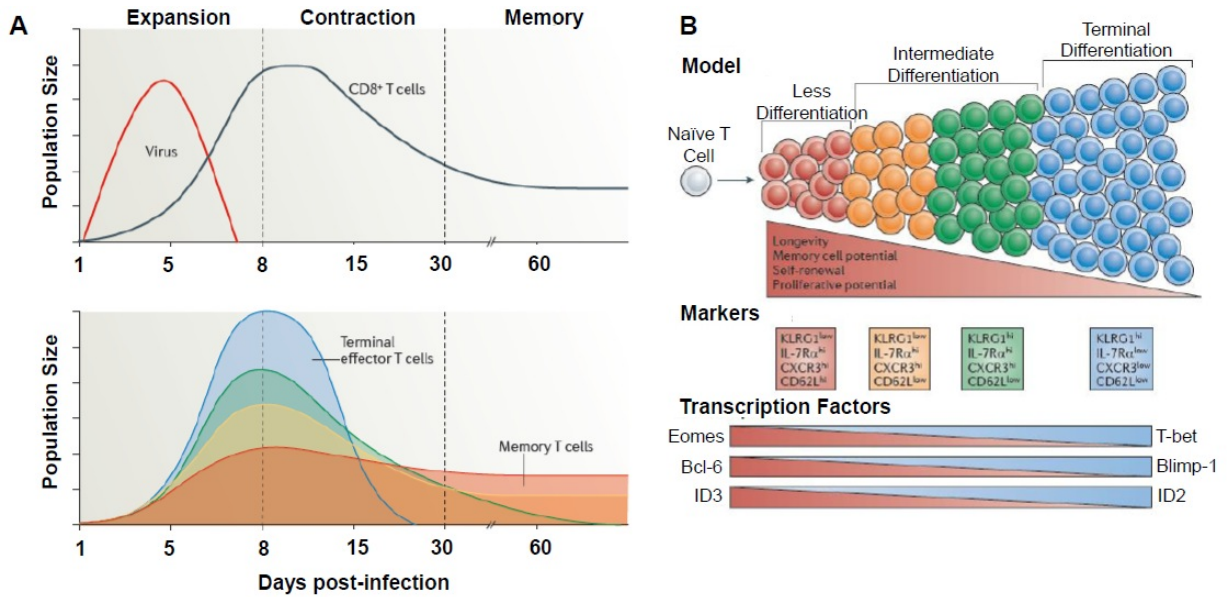 A
Expansion
Contraction
Memory
Population Size
Virus
CD8+ T cells
1 5 8 15 30 60
Population Size
Terminal
effector T cells
Memory T cells
1 5 8 15 30 60
Days post-infection
B
Model
Naïve T
Cell
Less
Differentiation
Intermediate
Differentiation
Terminal
Differentiation
Longevity
Memory cell potential
Self-renewal
Proliferative potential
Markers
KLRG1low
IL-7Rαhi
CXCR3hi
CD62Lhi
KLRG1low
IL-7Rαhi
CXCR3hi
CD62Llow
KLRG1hi
IL-7Rαhi
CXCR3hi
CD62Llow
KLRG1hi
IL-7Rαlow
CXCR3low
CD62Llow
Transcription Factors
Eomes T-bet
Bcl-6 Blimp-1
ID3 ID2